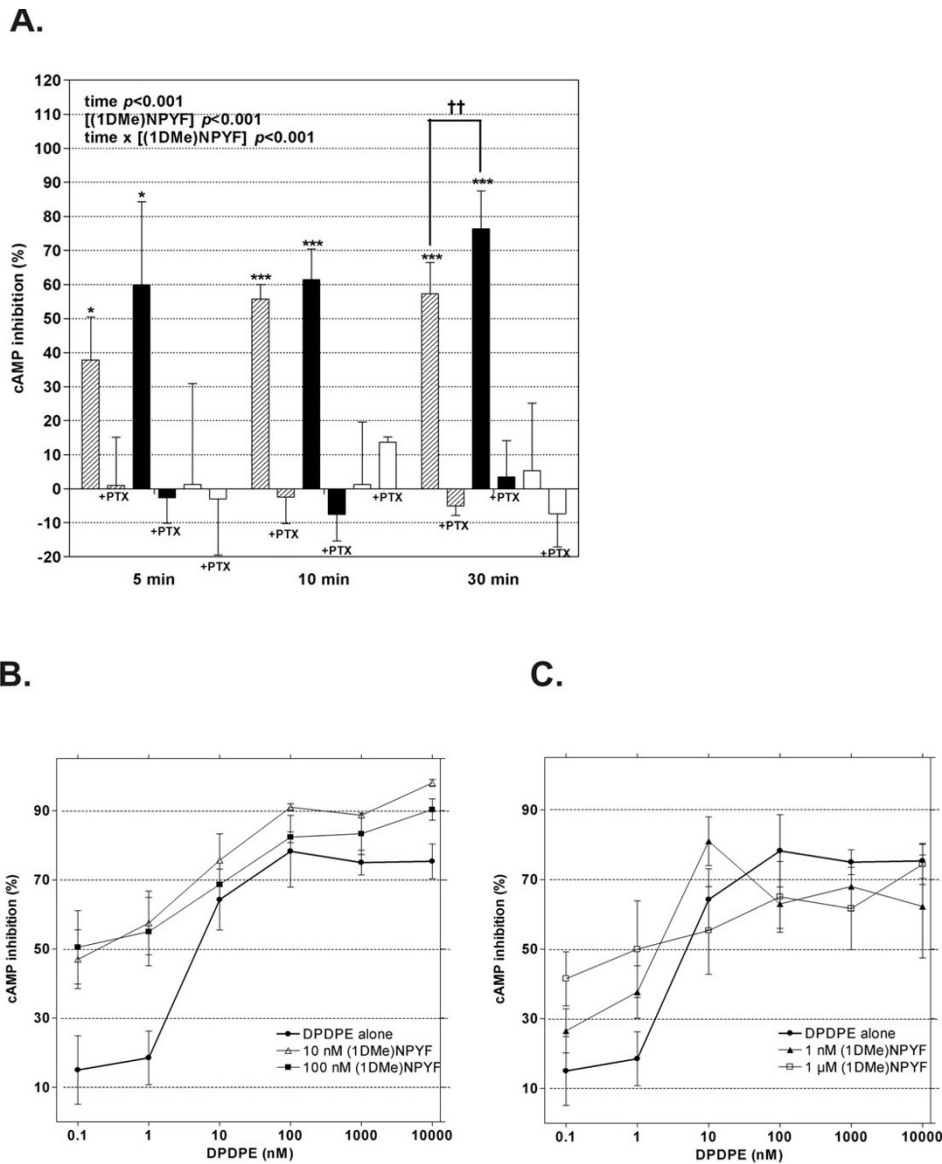 A.
120
110
100
90
80
70
60
50
40
30
20
10
0
-10
-20
cAMP inhibition (%)
time p<0.001
[(1DMe)NPYF] p<0.001
time x [(1DMe)NPYF] p<0.001
††
*
*
***
***
***
***
+PTX
+PTX
+PTX
+PTX
+PTX
+PTX
+PTX
+PTX
+PTX
5 min
10 min
30 min
B.
90
70
50
30
10
cAMP inhibition (%)
DPDPE alone
10 nM (1DMe)NPYF
100 nM (1DMe)NPYF
0.1
1
10
100
1000
10000
DPDPE (nM)
C.
90
70
50
30
10
cAMP inhibition (%)
DPDPE alone
1 nM (1DMe)NPYF
1 µM (1DMe)NPYF
0.1
1
10
100
1000
10000
DPDPE (nM)